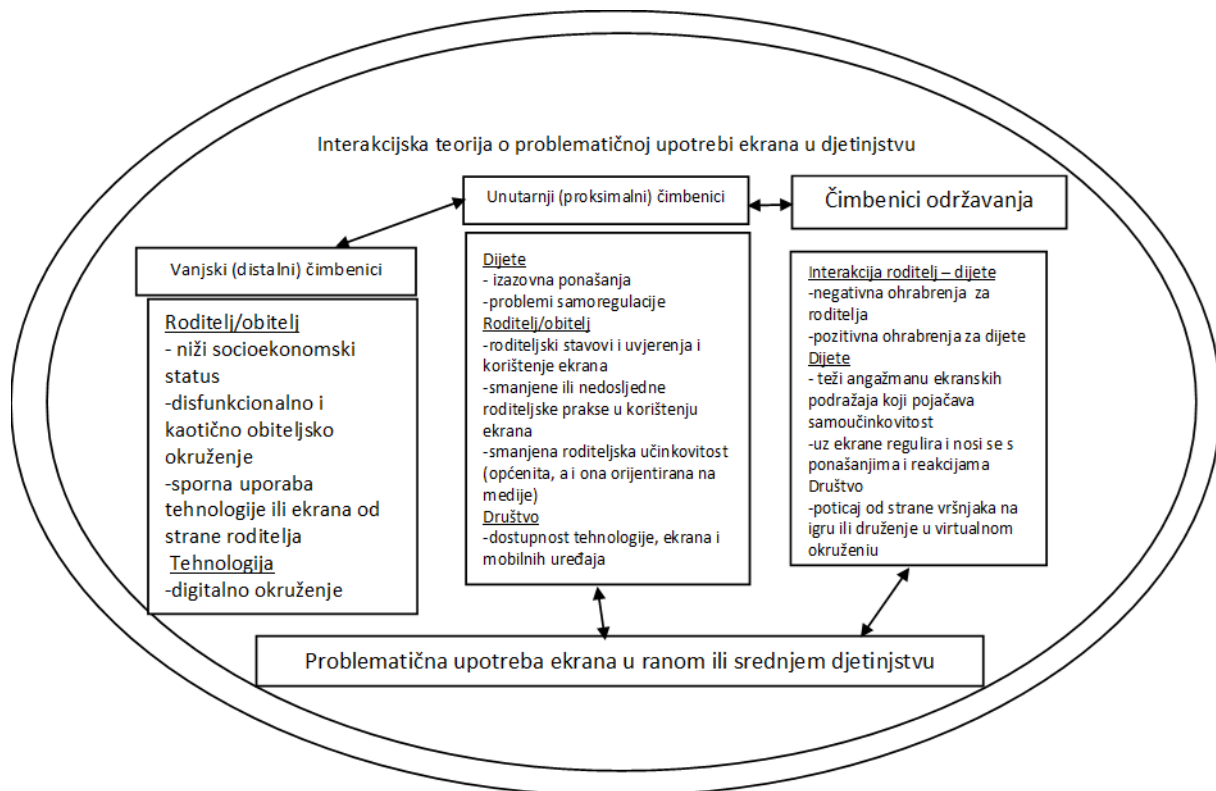 Interakcijska teorija o problematičnoj upotrebi ekrana u djetinjstvu
Vanjski (distalni) čimbenici
Roditelj/obitelj
- niži socioekonomski
status
-disfunkcionalno i
kaotično obiteljsko
okruženje
-sporna uporaba
tehnologije ili ekrana od
strane roditelja
Tehnologija
-digitalno okruženje
Unutarnji (proksimalni) čimbenici
Dijete
- izazovna ponašanja
-problemi samoregulacije
Roditelj/obitelj
-roditeljski stavovi i uvjerenja i
korištenje ekrana
-smanjene ili nedosljedne
roditeljske prakse u korištenju
ekrana
-smanjena roditeljska učinkovitost
(općenita, a i ona orijentirana na
medije)
Društvo
-dostupnost tehnologije, ekrana i
mobilnih uređaja
Čimbenici održavanja
Interakcija roditelj – dijete
-negativna ohrabrenja za
roditelja
-pozitivna ohrabrenja za dijete
Dijete
- teži angažmanu ekranskih
podražaja koji pojačava
samoučinkovitost
-uz ekrane regulira i nosi se s
ponašanjima i reakcijama
Društvo
-poticaj od strane vršnjaka na
igru ili druženje u virtualnom
okruženiu
Problematična upotreba ekrana u ranom ili srednjem djetinjstvu